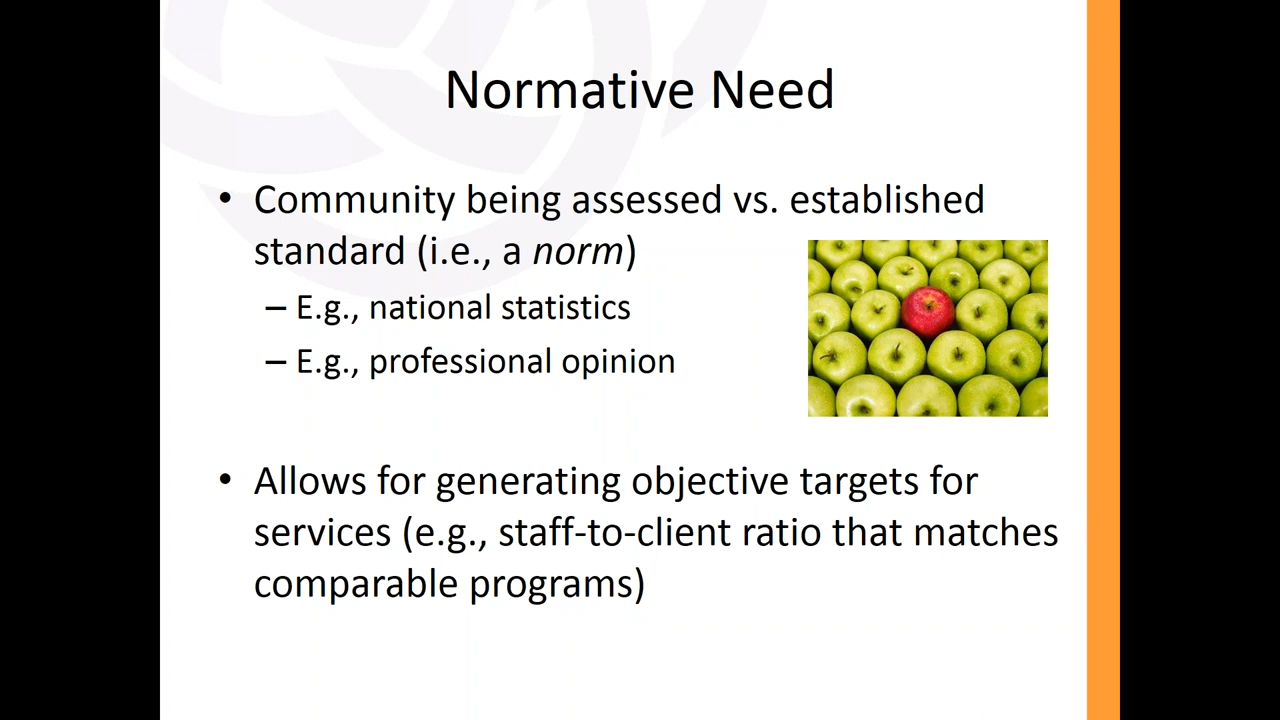 Normative Need
• Community being assessed vs. established
standard (i.e., a norm)
– E.g., national statistics
– E.g., professional opinion
• Allows for generating objective targets for
services (e.g., staff-to-client ratio that matches
comparable programs)